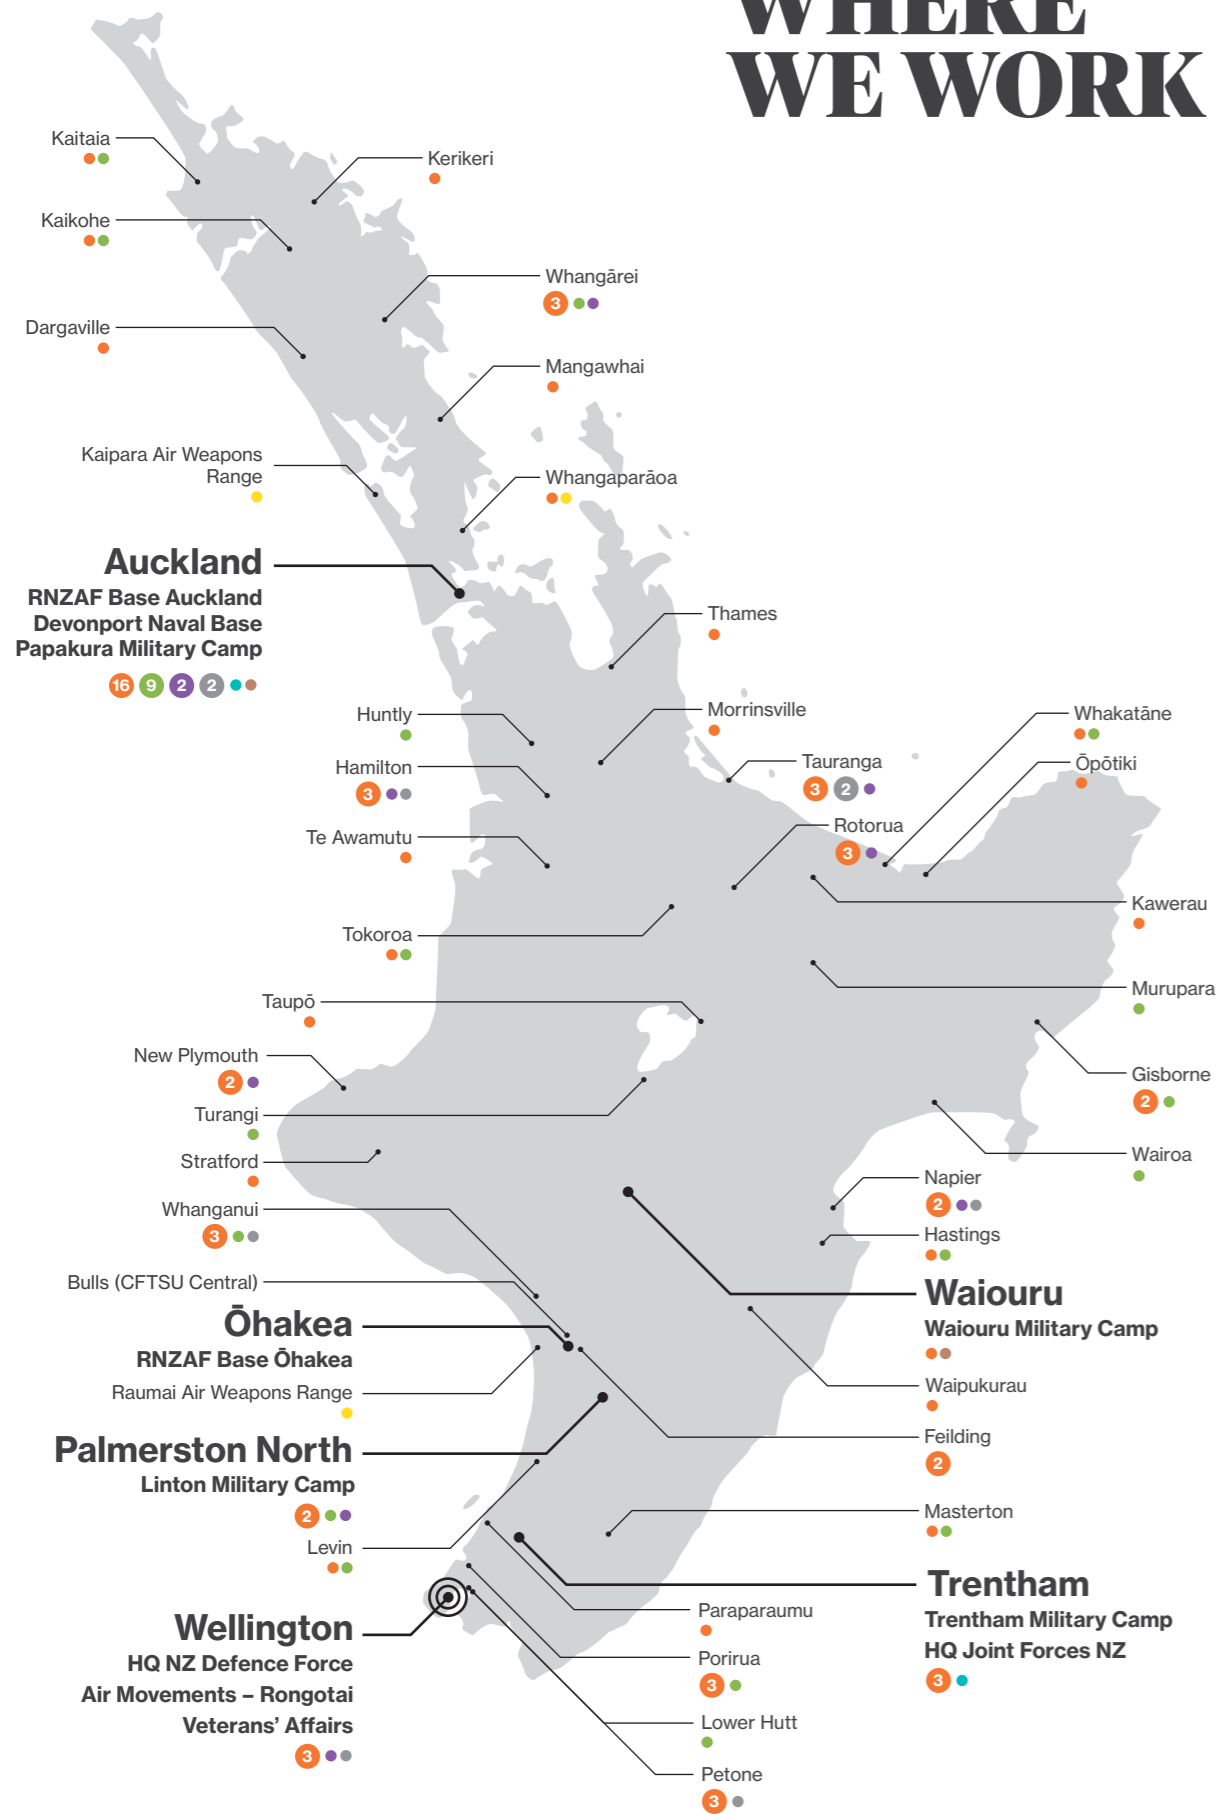 WHERE
WE WORK
Kaitaia
Kerikeri
Kaikohe
Whangārei
3
Dargaville
Mangawhai
Kaipara Air Weapons
Range
Whangaparāoa
Auckland
RNZAF Base Auckland
Devonport Naval Base
Papakura Military Camp
16 9 2 2
Thames
Huntly
Morrinsville
Whakatāne
Hamilton
3
Tauranga
3 2
Ōpōtiki
Te Awamutu
Rotorua
3
Kawerau
Tokoroa
Murupara
Taupō
New Plymouth
2
Gisborne
2
Turangi
Stratford
Wairoa
Whanganui
3
Napier
2
Hastings
Bulls (CFTSU Central)
Ōhakea
RNZAF Base Ōhakea
Waiouru
Waiouru Military Camp
Raumai Air Weapons Range
Waipukurau
Palmerston North
Linton Military Camp
2
Feilding
2
Levin
Masterton
Wellington
HQ NZ Defence Force
Air Movements – Rongotai
Veterans’ Affairs
3
Trentham
Trentham Military Camp
HQ Joint Forces NZ
3
Paraparaumu
Porirua
3
Lower Hutt
Petone
3